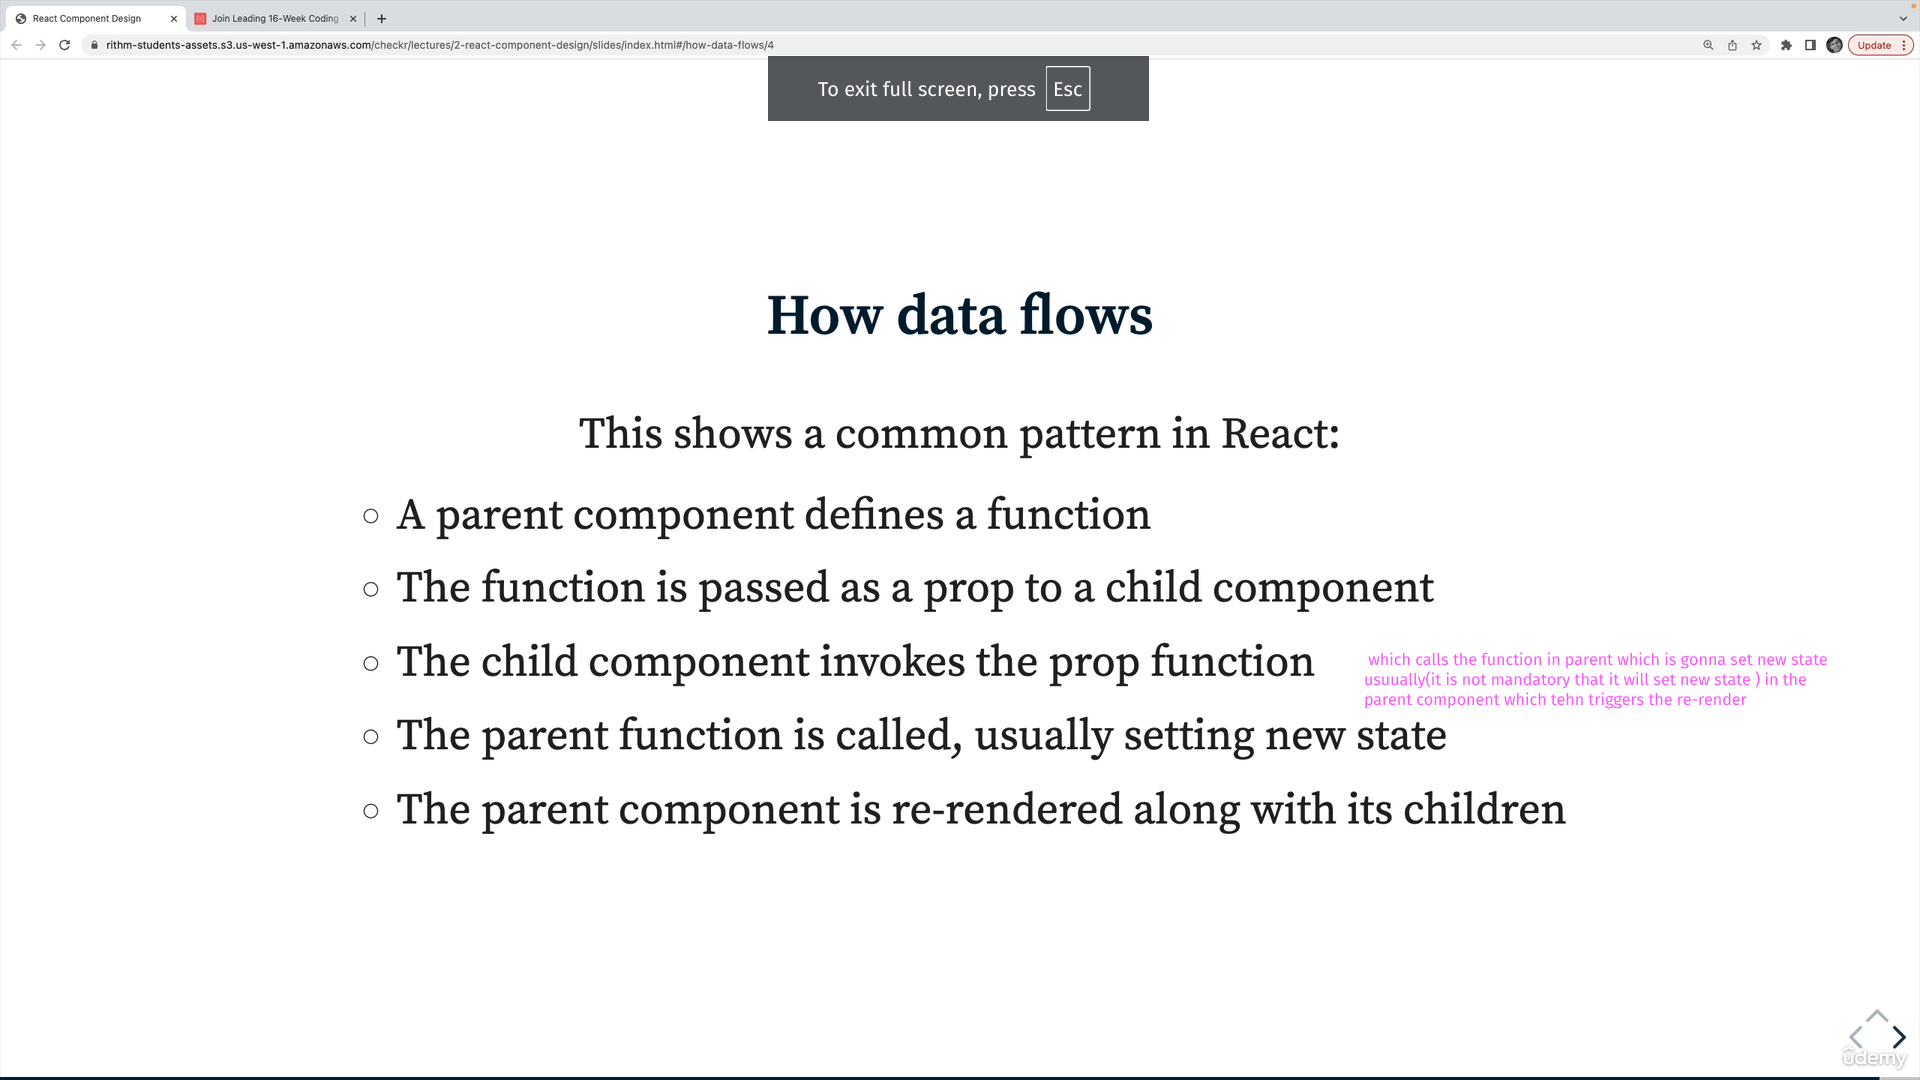 React Component Design
Join Leading 16-Week Coding
rithm-students-assets.s3.us-west-1.amazonaws.com/checkr/lectures/2-react-component-design/slides/index.html#/how-data-flows/4
Update
To exit full screen, press Esc
How data flows
This shows a common pattern in React:
A parent component defines a function
The function is passed as a prop to a child component
The child component invokes the prop function
which calls the function in parent which is gonna set new state
usuually(it is not mandatory that it will set new state ) in the
parent component which tehn triggers the re-render
The parent function is called, usually setting new state
The parent component is re-rendered along with its children
ûdemy